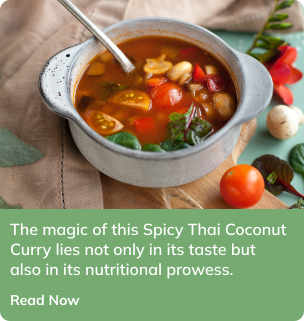 The magic of this Spicy Thai Coconut
Curry lies not only in its taste but
also in its nutritional prowess.
Read Now